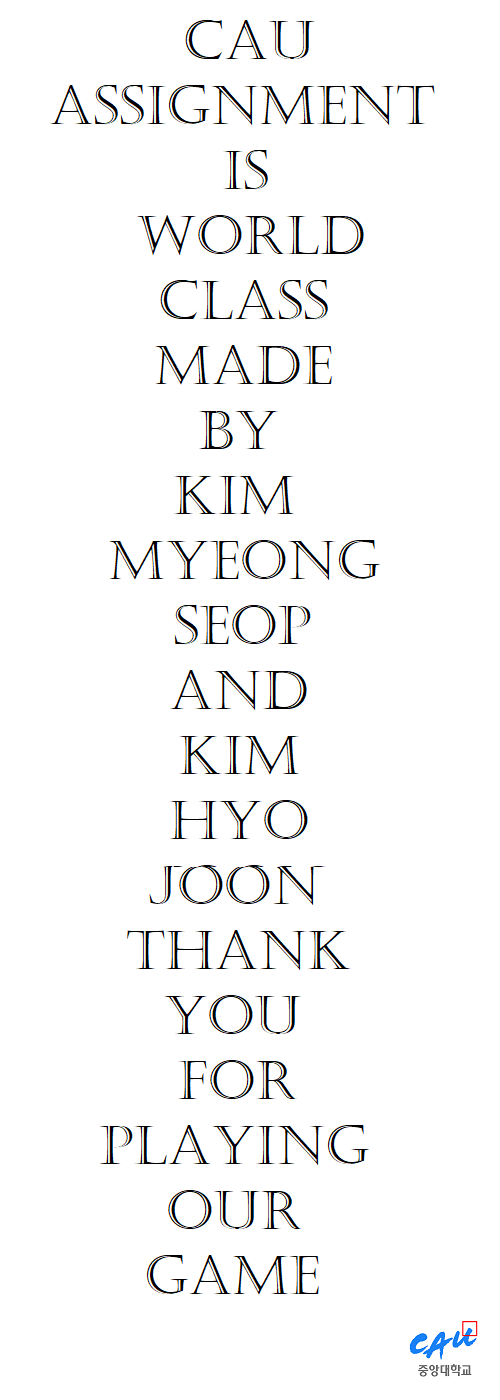 CAU
ASSIGNMENT
IS
WORLD
CLASS
MADE
BY
KIM
MYEONG
SEOP
AND
KIM
HYO
JOON
THANK
YOU
FOR
PLAYING
OUR
GAME
CAU
중앙대학교